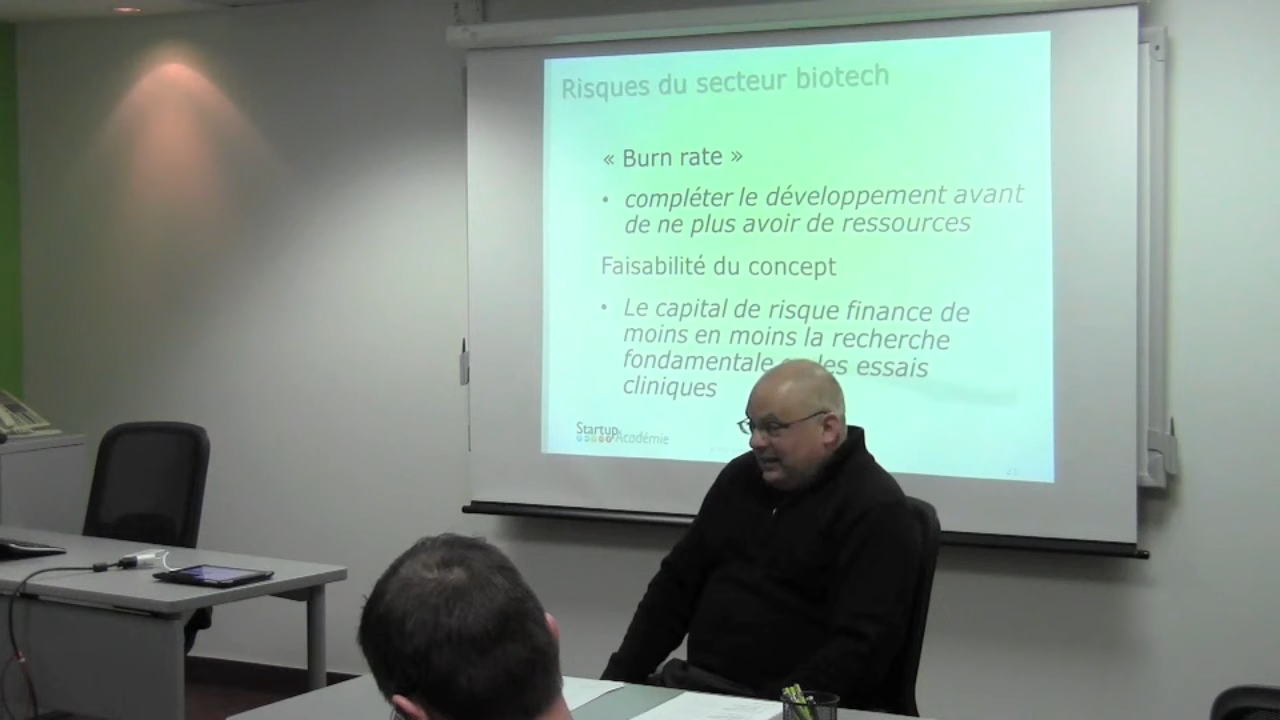 Risques du secteur biotech
« Burn rate »
• compléter le développement avant
de ne plus avoir de ressources
Faisabilité du concept
• Le capital de risque finance de
moins en moins la recherche
fondamentale les essais
cliniques
Startup
Académie